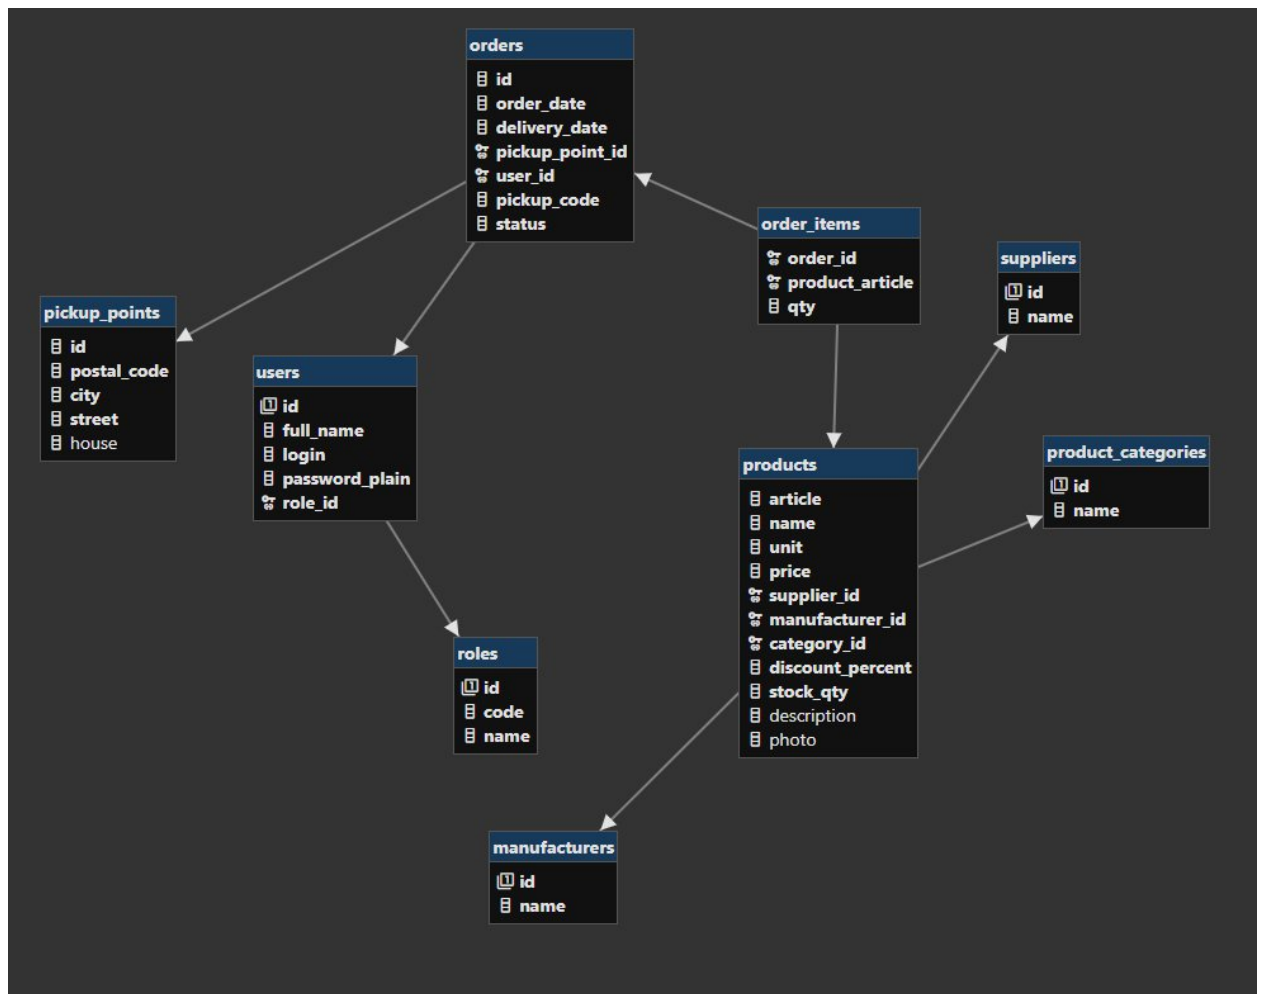 orders
id
order_date
delivery_date
pickup_point_id
user_id
pickup_code
status
order_items
order_id
product_article
qty
suppliers
id
name
pickup_points
id
postal_code
city
street
house
users
id
full_name
login
password_plain
role_id
products
article
name
unit
price
supplier_id
manufacturer_id
category_id
discount_percent
stock_qty
description
photo
product_categories
id
name
roles
id
code
name
manufacturers
id
name